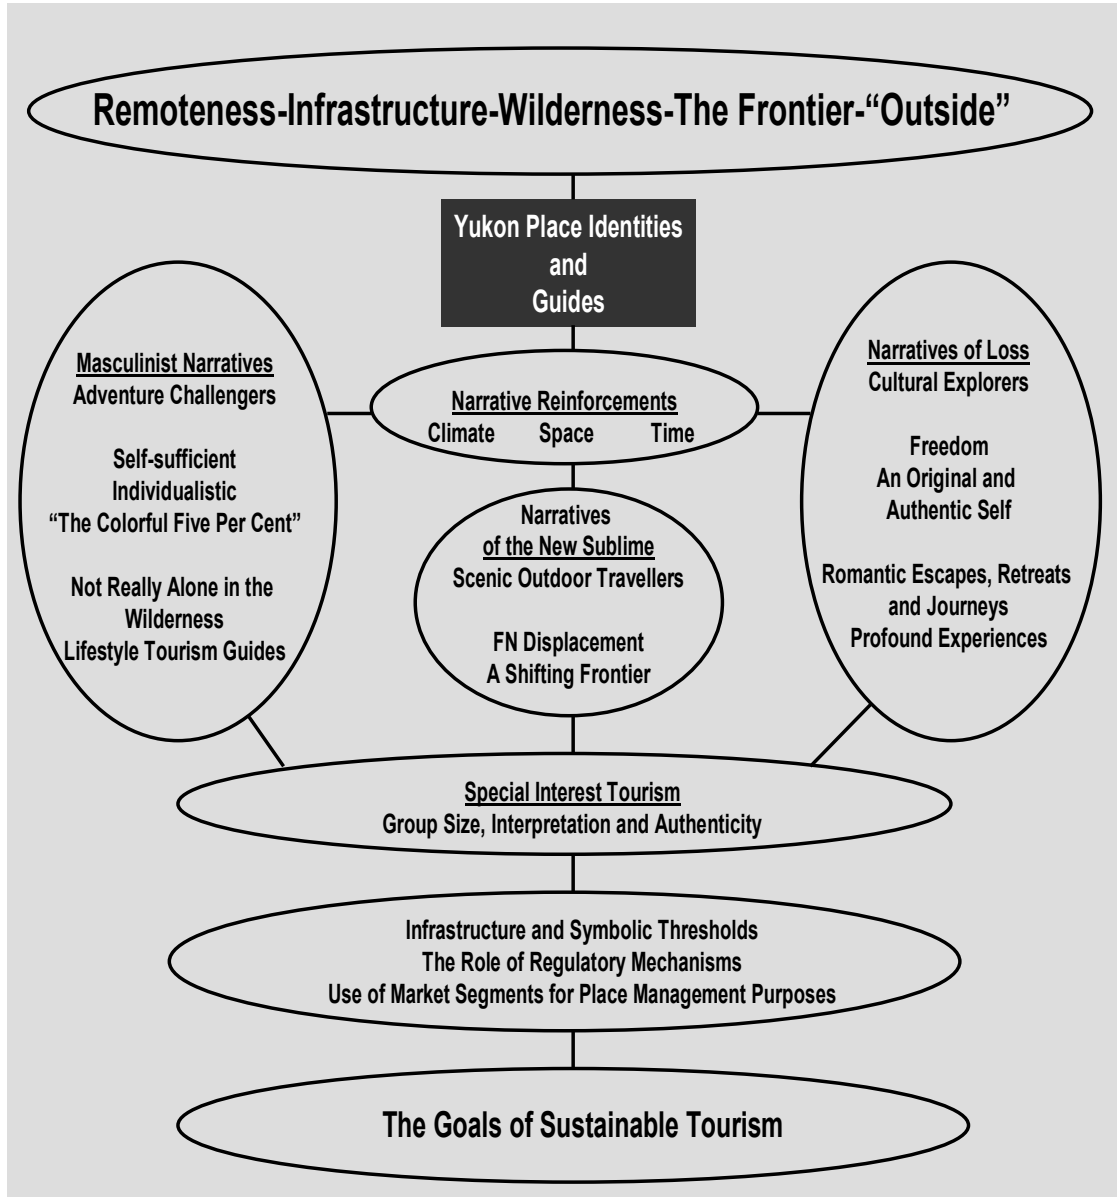 Remoteness-Infrastructure-Wilderness-The Frontier-“Outside”
Yukon Place Identities
and
Guides
Masculinist Narratives
Adventure Challengers
Self-sufficient
Individualistic
“The Colorful Five Per Cent”
Not Really Alone in the
Wilderness
Lifestyle Tourism Guides
Narrative Reinforcements
Climate Space Time
Narratives
of the New Sublime
Scenic Outdoor Travellers
FN Displacement
A Shifting Frontier
Narratives of Loss
Cultural Explorers
Freedom
An Original and
Authentic Self
Romantic Escapes, Retreats
and Journeys
Profound Experiences
Special Interest Tourism
Group Size, Interpretation and Authenticity
Infrastructure and Symbolic Thresholds
The Role of Regulatory Mechanisms
Use of Market Segments for Place Management Purposes
The Goals of Sustainable Tourism